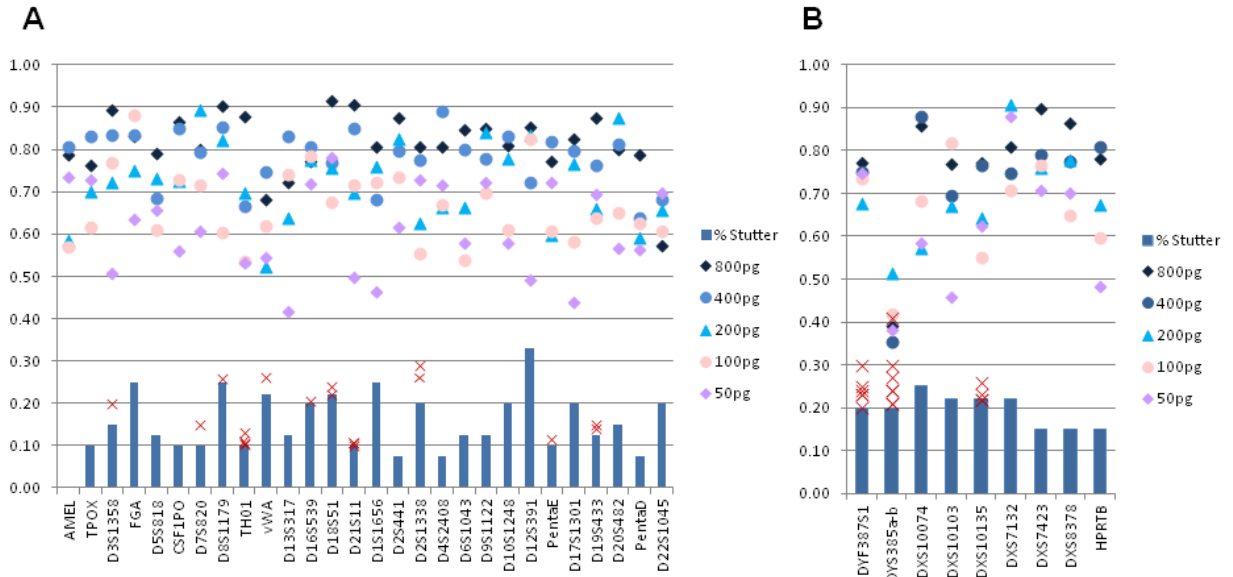 A
1.00
0.90
0.80
0.70
0.60
0.50
0.40
0.30
0.20
0.10
0.00
AMEL
TPOX
D3S1358
FGA
D5S818
CSF1PO
D7S820
D8S1179
TH01
vWA
D13S317
D16S539
D18S51
D21S11
D1S1656
D2S441
D2S1338
D4S2408
D6S1043
D9S1122
D10S1248
D12S391
PentaE
D17S1301
D19S433
D20S482
PentaD
D22S1045
% Stutter
800pg
400pg
200pg
100pg
50pg
B
1.00
0.90
0.80
0.70
0.60
0.50
0.40
0.30
0.20
0.10
0.00
DYF387S1
DYS385a-b
DXS10074
DXS10103
DXS10135
DXS7132
DXS7423
DXS8378
HPRTB
% Stutter
800pg
400pg
200pg
100pg
50pg